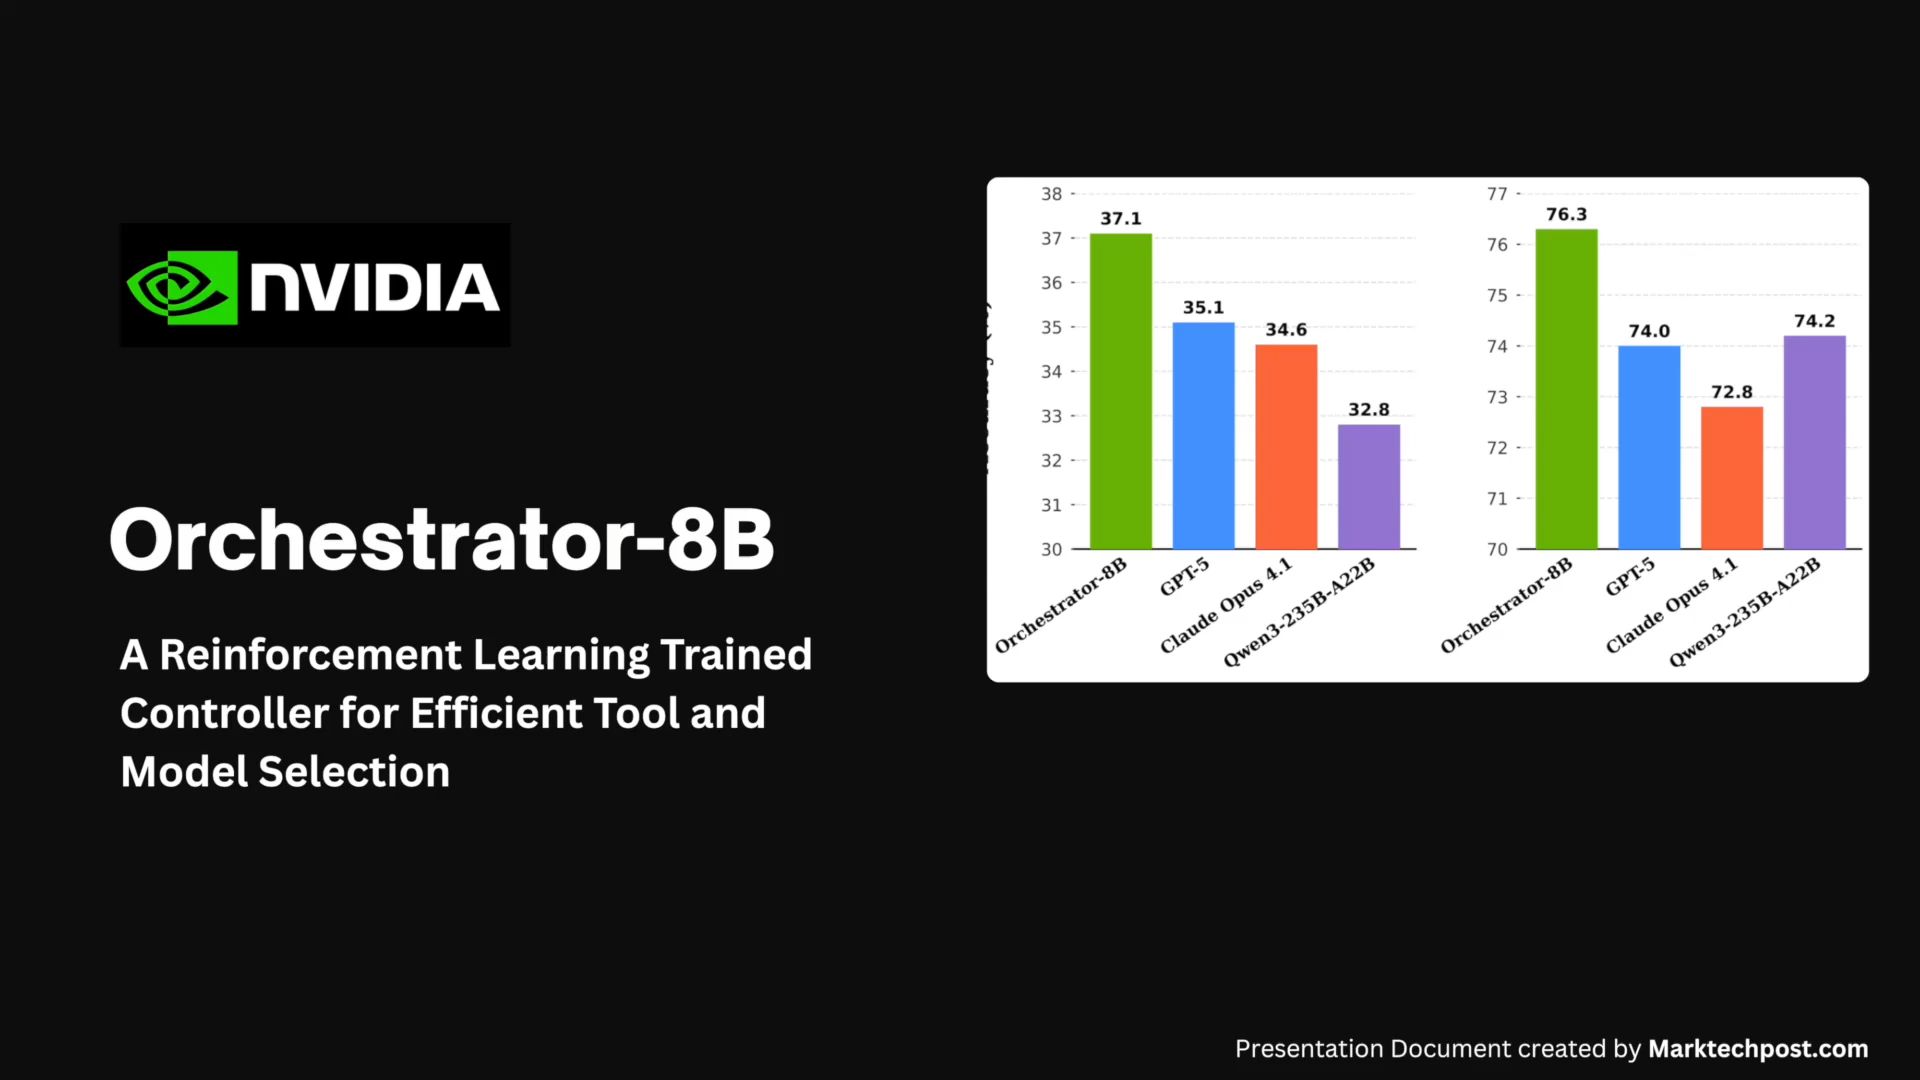 NVIDIA
Orchestrator-8B
A Reinforcement Learning Trained
Controller for Efficient Tool and
Model Selection
38
37
36
35
34
33
32
31
30
37.1
35.1
34.6
32.8
Orchestrator-8B
GPT-5
Claude Opus 4.1
Qwen3-235B-A22B
77
76
75
74
73
72
71
70
76.3
74.0
72.8
74.2
Orchestrator-8B
GPT-5
Claude Opus 4.1
Qwen3-235B-A22B
Presentation Document created by Marktechpost.com